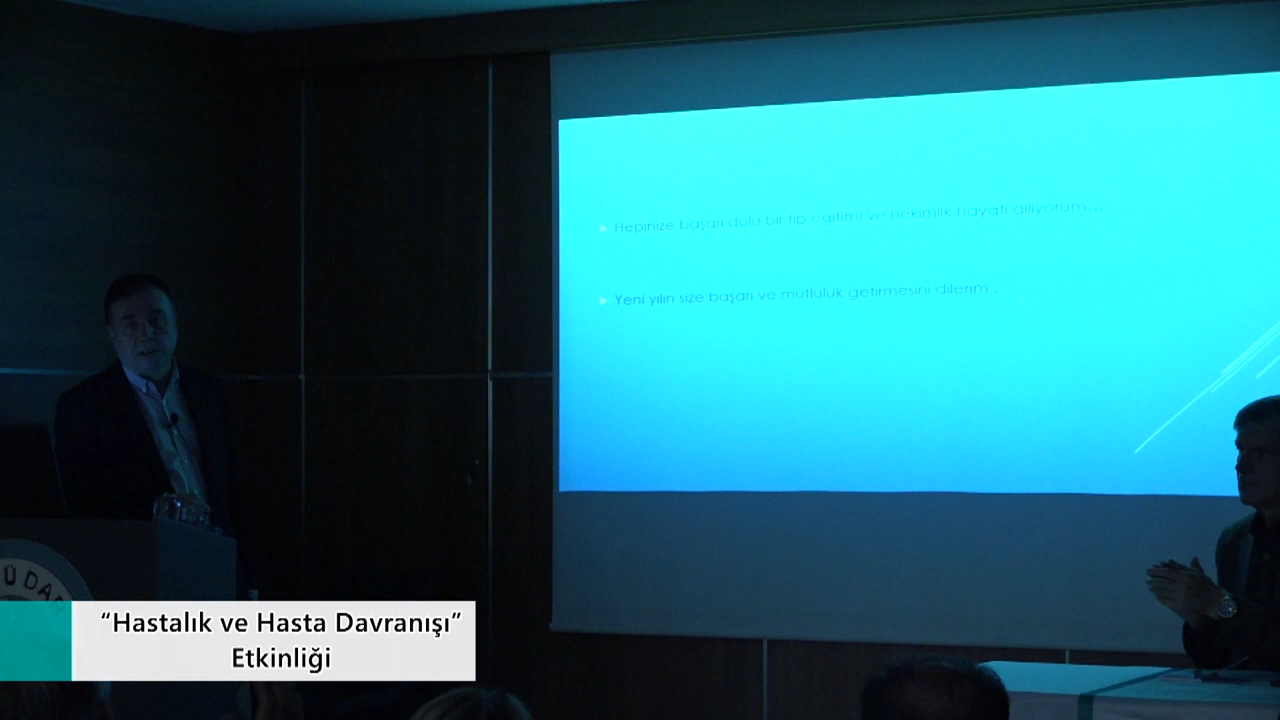 Hepinize başarı dolu bir tıp eğitimi ve hekimlik hayatı diliyorum...
Yeni yılın size başarı ve mutluluk getirmesini dilerim..
Ü DA
“Hastalık ve Hasta Davranışı”
Etkinliği